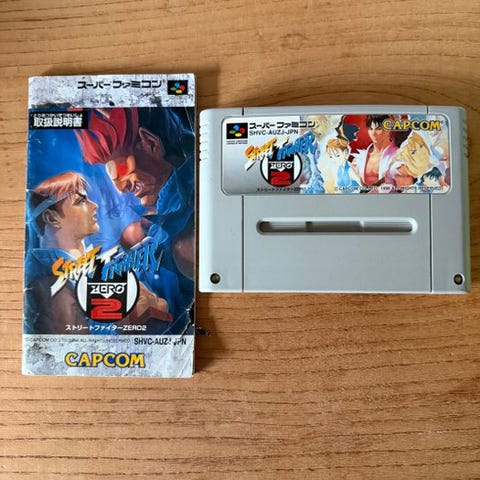 スーパーファミコン
取扱説明書
STREET FIGHTER
ZERO
2
ストリートファイターZERO2
SHVC-AUZJ-JPN
CAPCOM
スーパーファミコン
SHVC-AUZJ-JPN
CAPCOM
STREET FIGHTER
ZERO
2
ストリートファイターZERO2